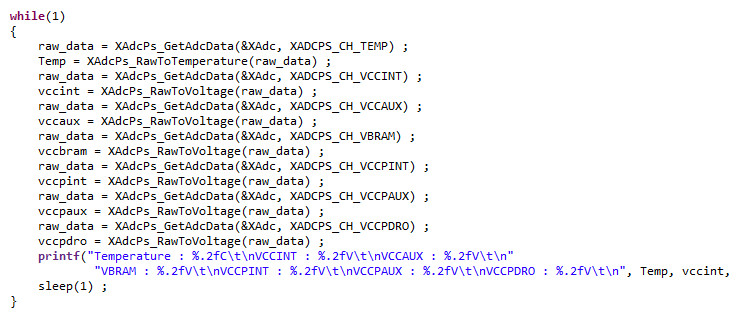 while(1)
{
raw_data = XAdcPs_GetAdcData(&XAdc, XADCPS_CH_TEMP) ;
Temp = XAdcPs_RawToTemperature(raw_data) ;
raw_data = XAdcPs_GetAdcData(&XAdc, XADCPS_CH_VCCINT) ;
vccint = XAdcPs_RawToVoltage(raw_data) ;
raw_data = XAdcPs_GetAdcData(&XAdc, XADCPS_CH_VCCAUX) ;
vccaux = XAdcPs_RawToVoltage(raw_data) ;
raw_data = XAdcPs_GetAdcData(&XAdc, XADCPS_CH_VBRAM) ;
vccbram = XAdcPs_RawToVoltage(raw_data) ;
raw_data = XAdcPs_GetAdcData(&XAdc, XADCPS_CH_VCCPINT) ;
vccpint = XAdcPs_RawToVoltage(raw_data) ;
raw_data = XAdcPs_GetAdcData(&XAdc, XADCPS_CH_VCCPAUX) ;
vccpaux = XAdcPs_RawToVoltage(raw_data) ;
raw_data = XAdcPs_GetAdcData(&XAdc, XADCPS_CH_VCCPDRO) ;
vccpdro = XAdcPs_RawToVoltage(raw_data) ;
printf("Temperature : %.2fC\t\nVCCINT : %.2fV\t\nVCCAUX : %.2fV\t\n"
"VBRAM : %.2fV\t\nVCCPINT : %.2fV\t\nVCCPAUX : %.2fV\t\nVCCPDRO : %.2fV\t\n", Temp, vccint,
sleep(1) ;
}